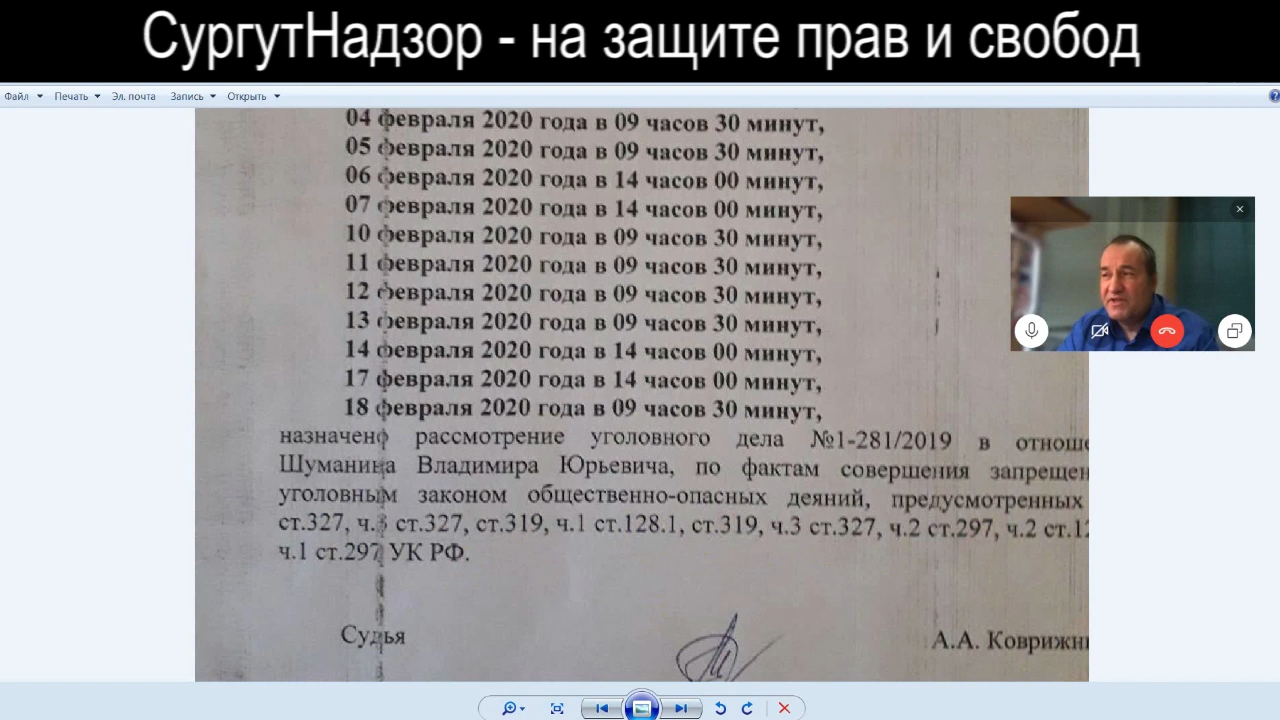 СургутНадзор - на защите прав и свобод
Файл Печать Эл. почта Запись Открыть
04 февраля 2020 года в 09 часов 30 минут,
05 февраля 2020 года в 09 часов 30 минут,
06 февраля 2020 года в 14 часов 00 минут,
07 февраля 2020 года в 14 часов 00 минут,
10 февраля 2020 года в 09 часов 30 минут,
11 февраля 2020 года в 09 часов 30 минут,
12 февраля 2020 года в 09 часов 30 минут,
13 февраля 2020 года в 09 часов 30 минут,
14 февраля 2020 года в 14 часов 00 минут,
17 февраля 2020 года в 14 часов 00 минут,
18 февраля 2020 года в 09 часов 30 минут,
назначено рассмотрение уголовного дела №1-281/2019 в отноше
Шуманина Владимира Юрьевича, по фактам совершения запрещен
уголовным законом общественно-опасных деяний, предусмотренных
ст.327, ч.3 ст.327, ст.319, ч.1 ст.128.1, ст.319, ч.3 ст.327, ч.2 ст.297, ч.2 ст.12
ч.1 ст.297 УК РФ.
Судья А.А. Коврижн